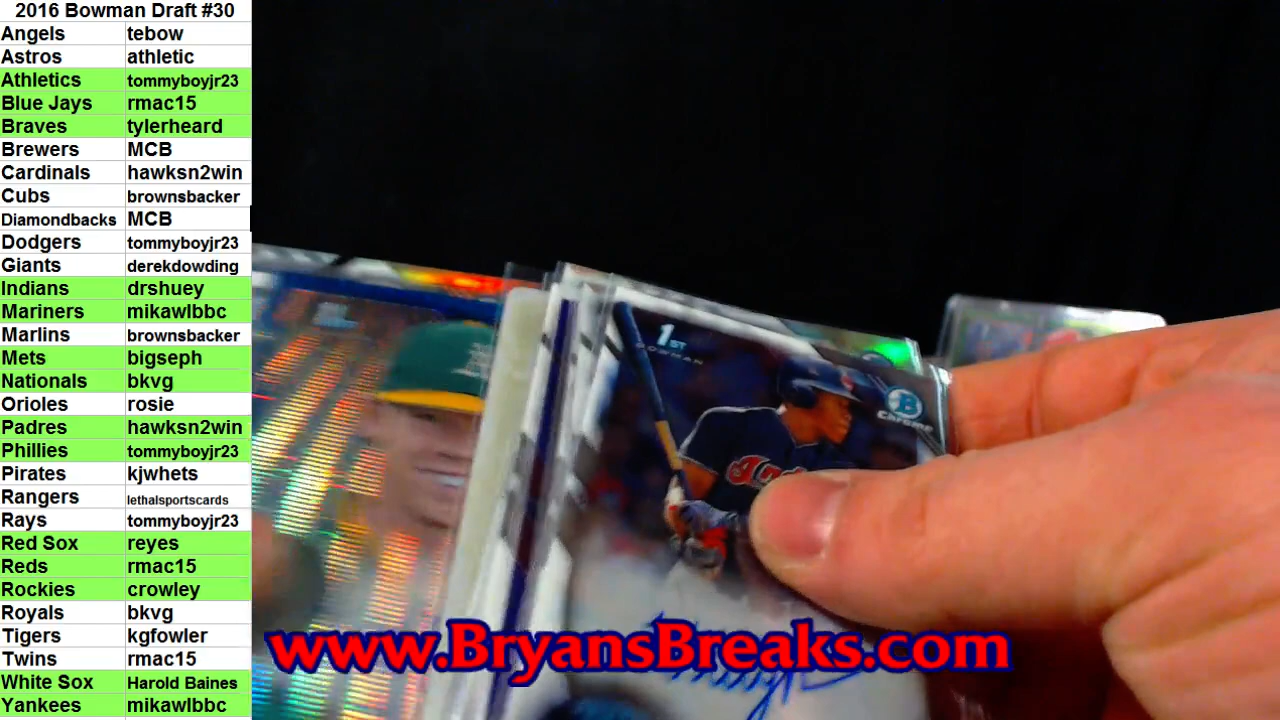 2016 Bowman Draft #30
Angels tebow
Astros athletic
Athletics tommyboyjr23
Blue Jays rmac15
Braves tylerheard
Brewers MCB
Cardinals hawksn2win
Cubs brownsbacker
Diamondbacks MCB
Dodgers tommyboyjr23
Giants derekdowding
Indians drshuey
Mariners mikawlbbc
Marlins brownsbacker
Mets bigseph
Nationals bkvg
Orioles rosie
Padres hawksn2win
Phillies tommyboyjr23
Pirates kjwhets
Rangers lethalsportscards
Rays tommyboyjr23
Red Sox reyes
Reds rmac15
Rockies crowley
Royals bkvg
Tigers kgfowler
Twins rmac15
White Sox Harold Baines
Yankees mikawlbbc
1ST
BOWMAN
B
CHROME
www.BryansBreaks.com